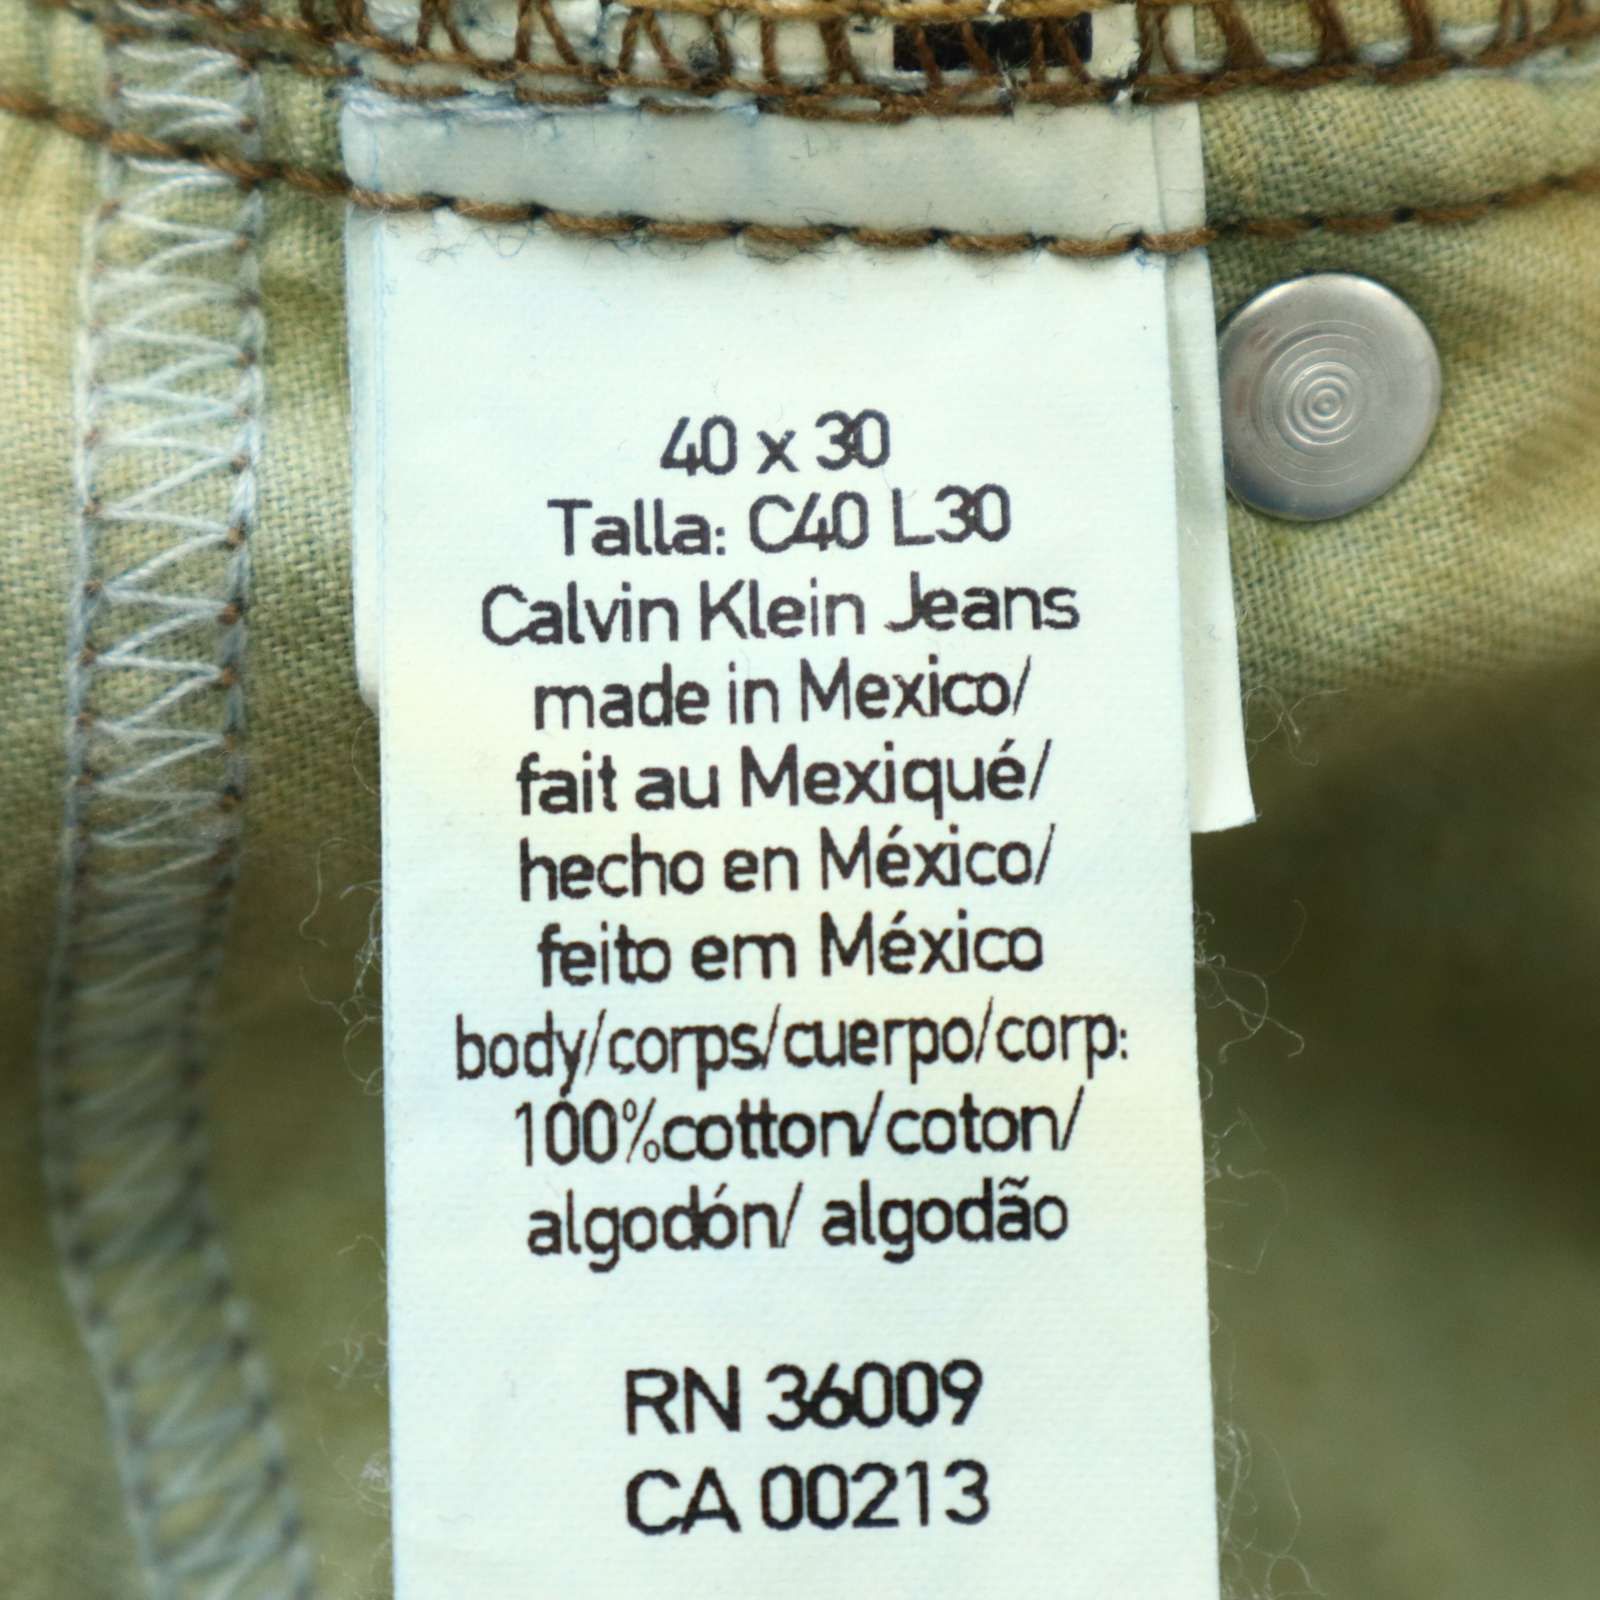 40 x 30
Talla: C40 L30
Calvin Klein Jeans
made in Mexico/
fait au Mexiqué/
hecho en México/
feito em México
body/corps/cuerpo/corp:
100%cotton/coton/
algodón/ algodão
RN 36009
CA 00213